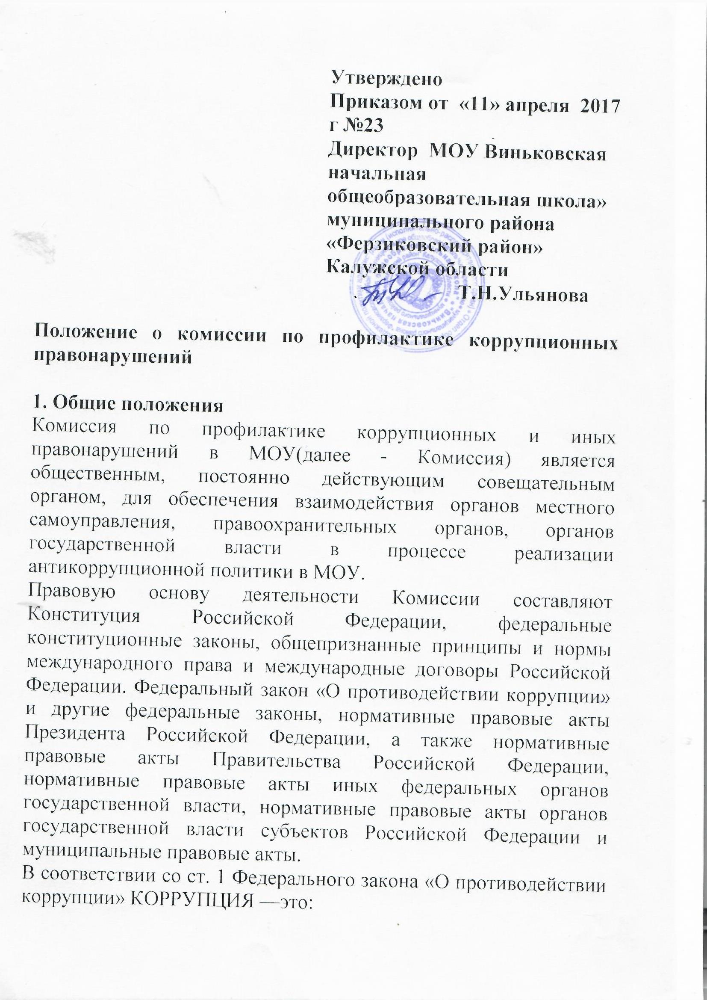 Утверждено
Приказом от «11» апреля 2017
г №23
Директор МОУ Виньковская
начальная
общеобразовательная школа»
муниципального района
«Ферзиковский район»
Калужской области
Т.Н.Ульянова
Положение о комиссии по профилактике коррупционных
правонарушений
1. Общие положения
Комиссия по профилактике коррупционных и иных
правонарушений в МОУ(далее - Комиссия) является
общественным, постоянно действующим совещательным
органом, для обеспечения взаимодействия органов местного
самоуправления, правоохранительных органов, органов
государственной власти в процессе реализации
антикоррупционной политики в МОУ.
Правовую основу деятельности Комиссии составляют
Конституция Российской Федерации, федеральные
конституционные законы, общепризнанные принципы и нормы
международного права и международные договоры Российской
Федерации. Федеральный закон «О противодействии коррупции»
и другие федеральные законы, нормативные правовые акты
Президента Российской Федерации, а также нормативные
правовые акты Правительства Российской Федерации,
нормативные правовые акты иных федеральных органов
государственной власти, нормативные правовые акты органов
государственной власти субъектов Российской Федерации и
муниципальные правовые акты.
В соответствии со ст. 1 Федерального закона «О противодействии
коррупции» КОРРУПЦИЯ —это: